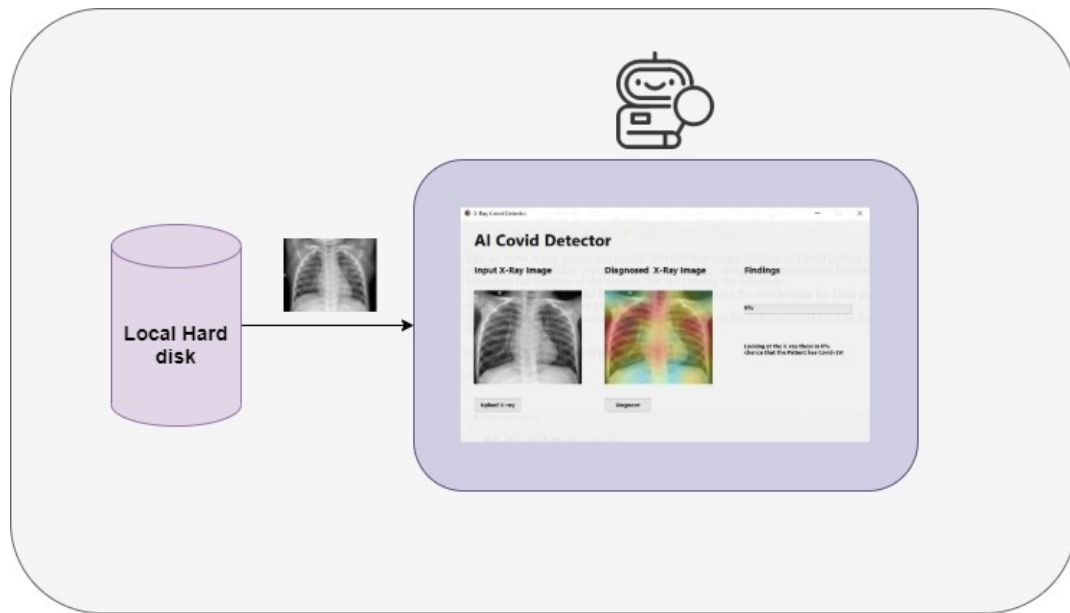 Local Hard
disk
X-Ray Covid Detector
AI Covid Detector
Input X-Ray Image
Diagnosed X-Ray Image
Findings
0%
Looking at the X-ray there is 0%
chance that the Patient has Covid-19!
Upload X-ray
Diagnose